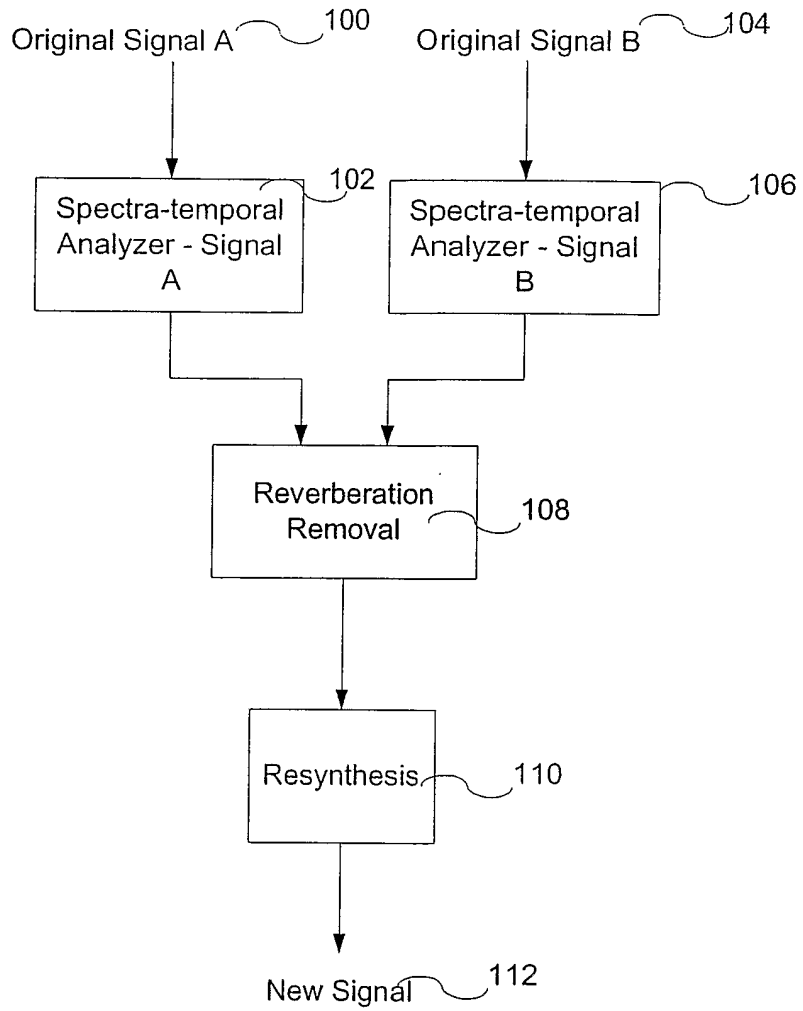 Original Signal A 100
Original Signal B 104
Spectra-temporal
Analyzer - Signal
A
102
Spectra-temporal
Analyzer - Signal
B
106
Reverberation
Removal
108
Resynthesis 110
New Signal 112